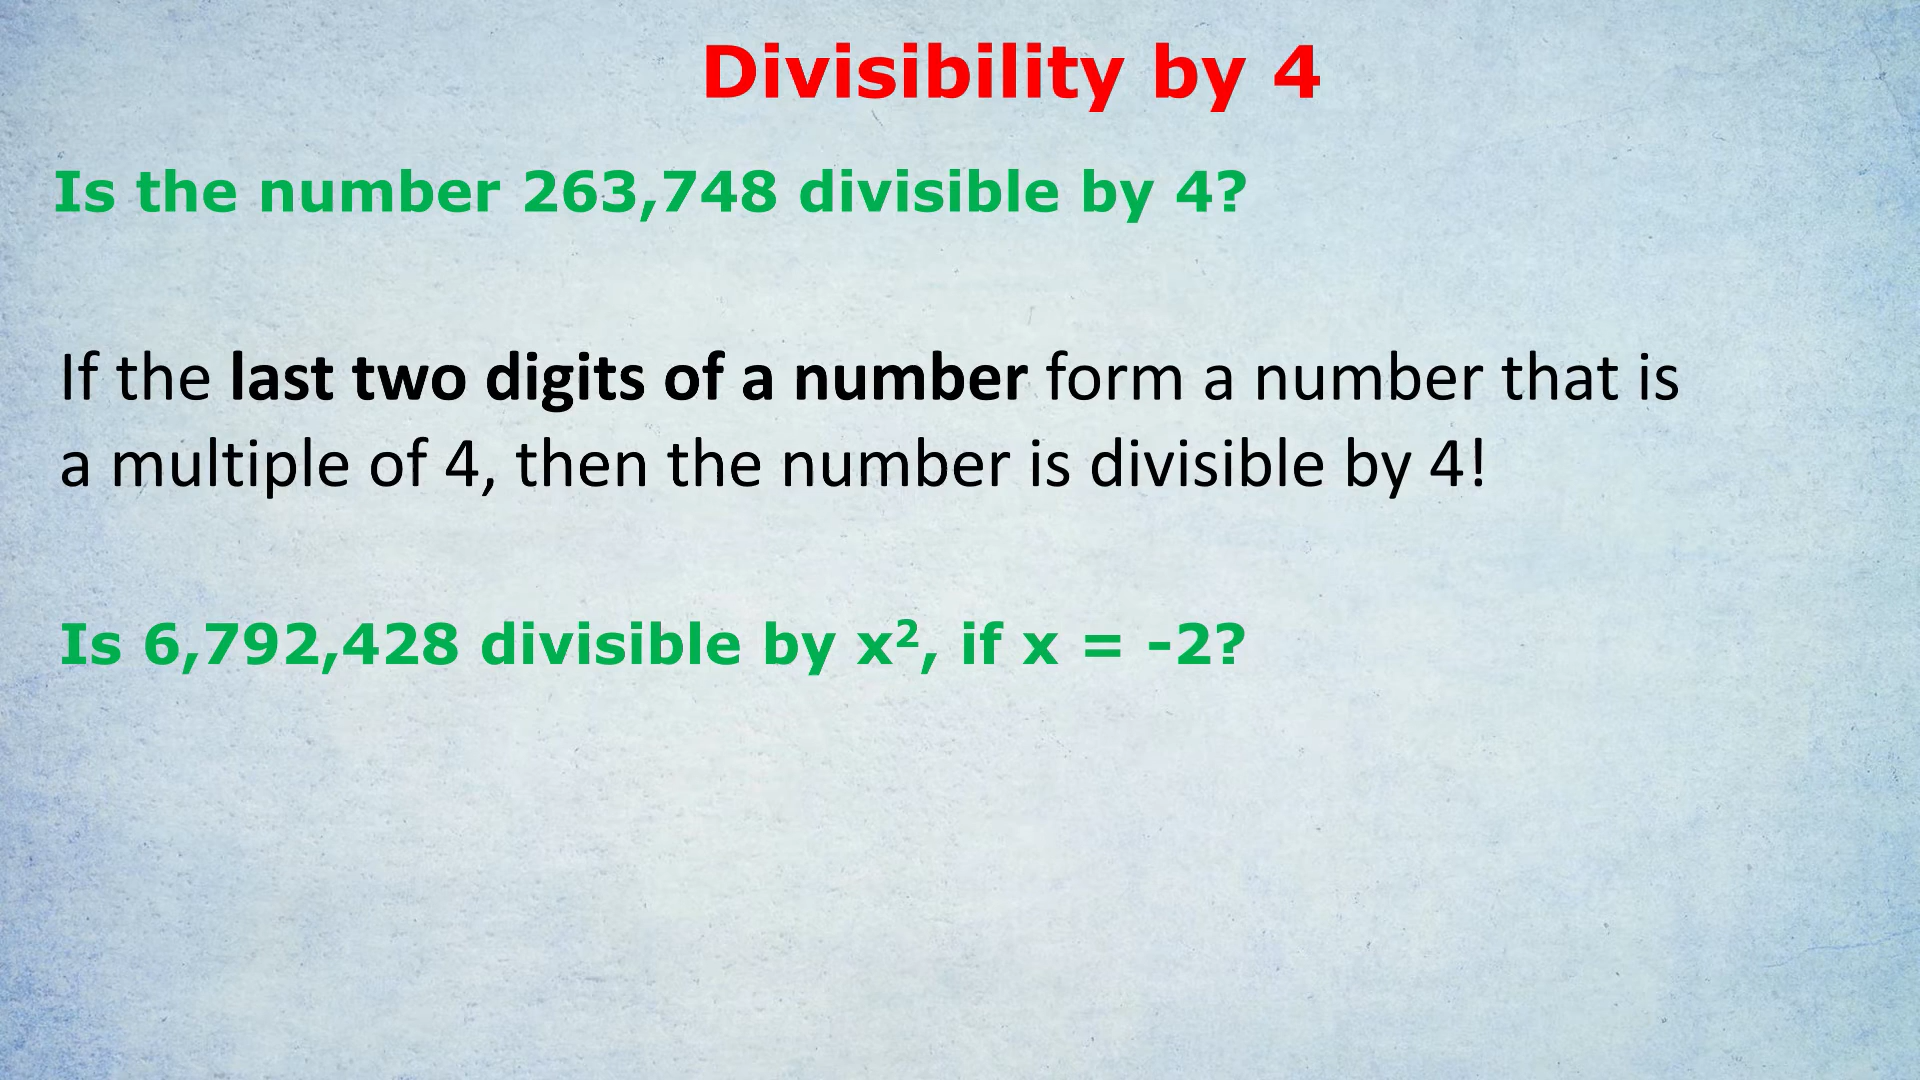 Divisibility by 4
Is the number 263,748 divisible by 4?
If the last two digits of a number form a number that is
a multiple of 4, then the number is divisible by 4!
Is 6,792,428 divisible by x², if x = -2?